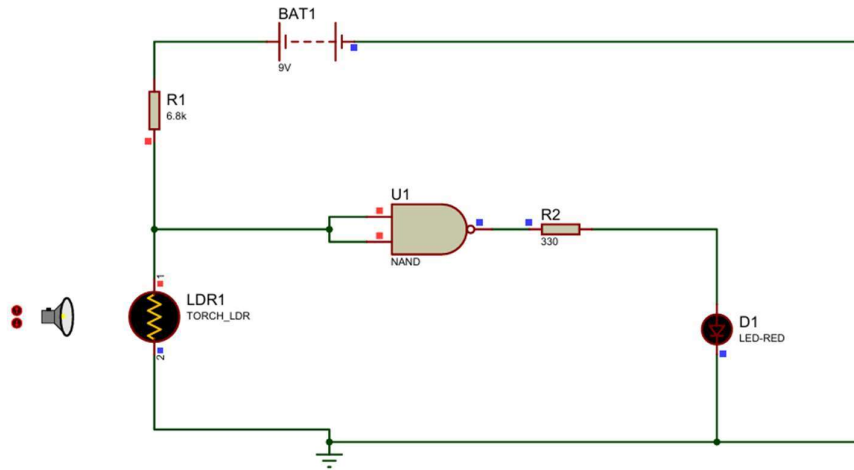 BAT1
9V
R1
6.8k
U1
NAND
R2
330
1
LDR1
TORCH_LDR
2
D1
LED-RED